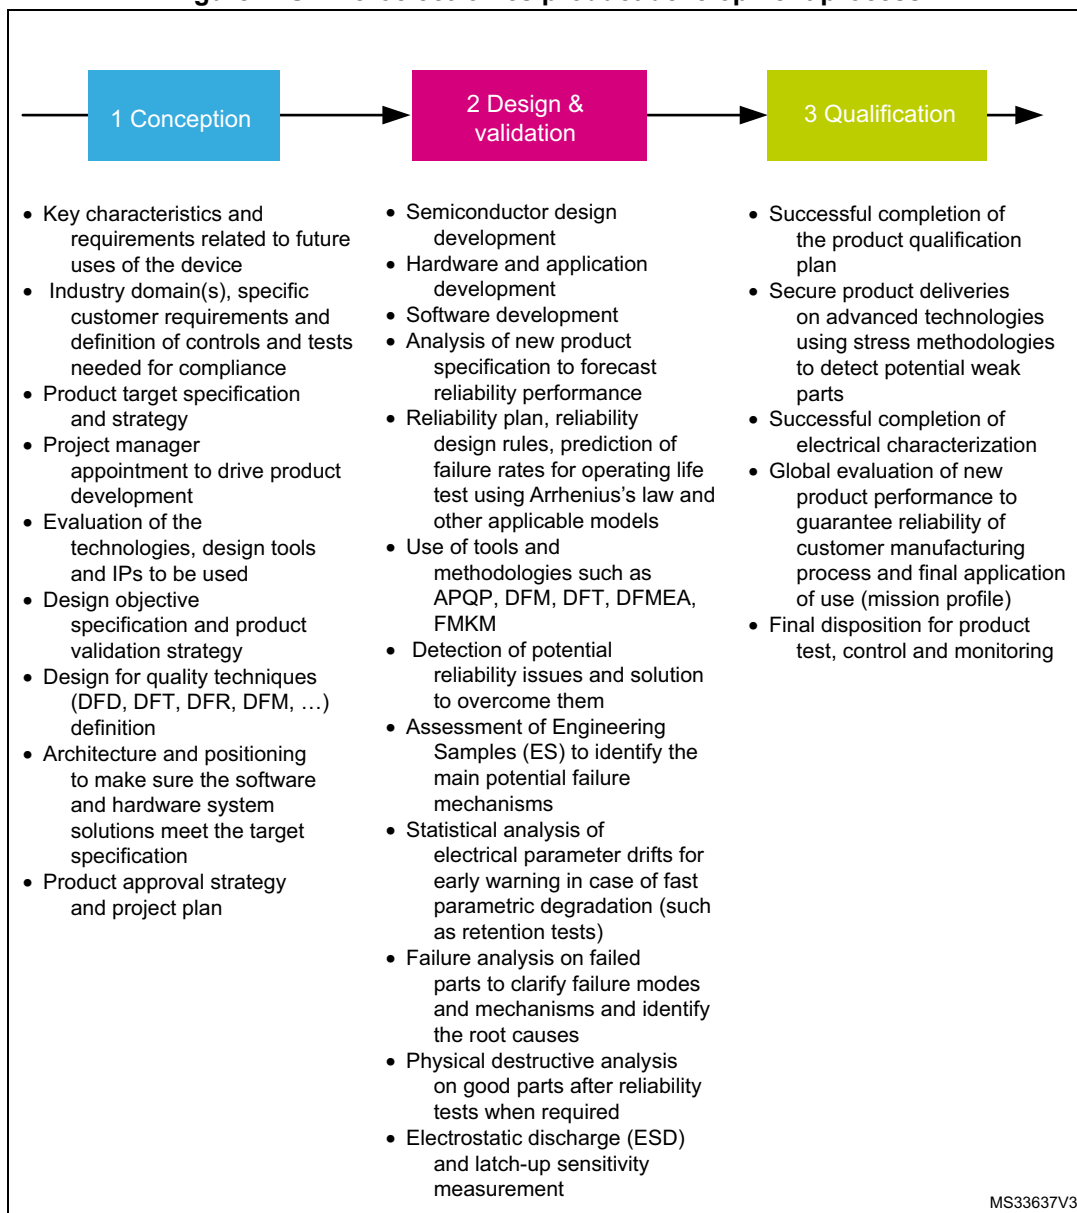 1 Conception
2 Design &
validation
3 Qualification
• Key characteristics and
requirements related to future
uses of the device
• Industry domain(s), specific
customer requirements and
definition of controls and tests
needed for compliance
• Product target specification
and strategy
• Project manager
appointment to drive product
development
• Evaluation of the
technologies, design tools
and IPs to be used
• Design objective
specification and product
validation strategy
• Design for quality techniques
(DFD, DFT, DFR, DFM, …)
definition
• Architecture and positioning
to make sure the software
and hardware system
solutions meet the target
specification
• Product approval strategy
and project plan
• Semiconductor design
development
• Hardware and application
development
• Software development
• Analysis of new product
specification to forecast
reliability performance
• Reliability plan, reliability
design rules, prediction of
failure rates for operating life
test using Arrhenius's law and
other applicable models
• Use of tools and
methodologies such as
APQP, DFM, DFT, DFMEA,
FMKM
• Detection of potential
reliability issues and solution
to overcome them
• Assessment of Engineering
Samples (ES) to identify the
main potential failure
mechanisms
• Statistical analysis of
electrical parameter drifts for
early warning in case of fast
parametric degradation (such
as retention tests)
• Failure analysis on failed
parts to clarify failure modes
and mechanisms and identify
the root causes
• Physical destructive analysis
on good parts after reliability
tests when required
• Electrostatic discharge (ESD)
and latch-up sensitivity
measurement
• Successful completion of
the product qualification
plan
• Secure product deliveries
on advanced technologies
using stress methodologies
to detect potential weak
parts
• Successful completion of
electrical characterization
• Global evaluation of new
product performance to
guarantee reliability of
customer manufacturing
process and final application
of use (mission profile)
• Final disposition for product
test, control and monitoring
MS33637V3